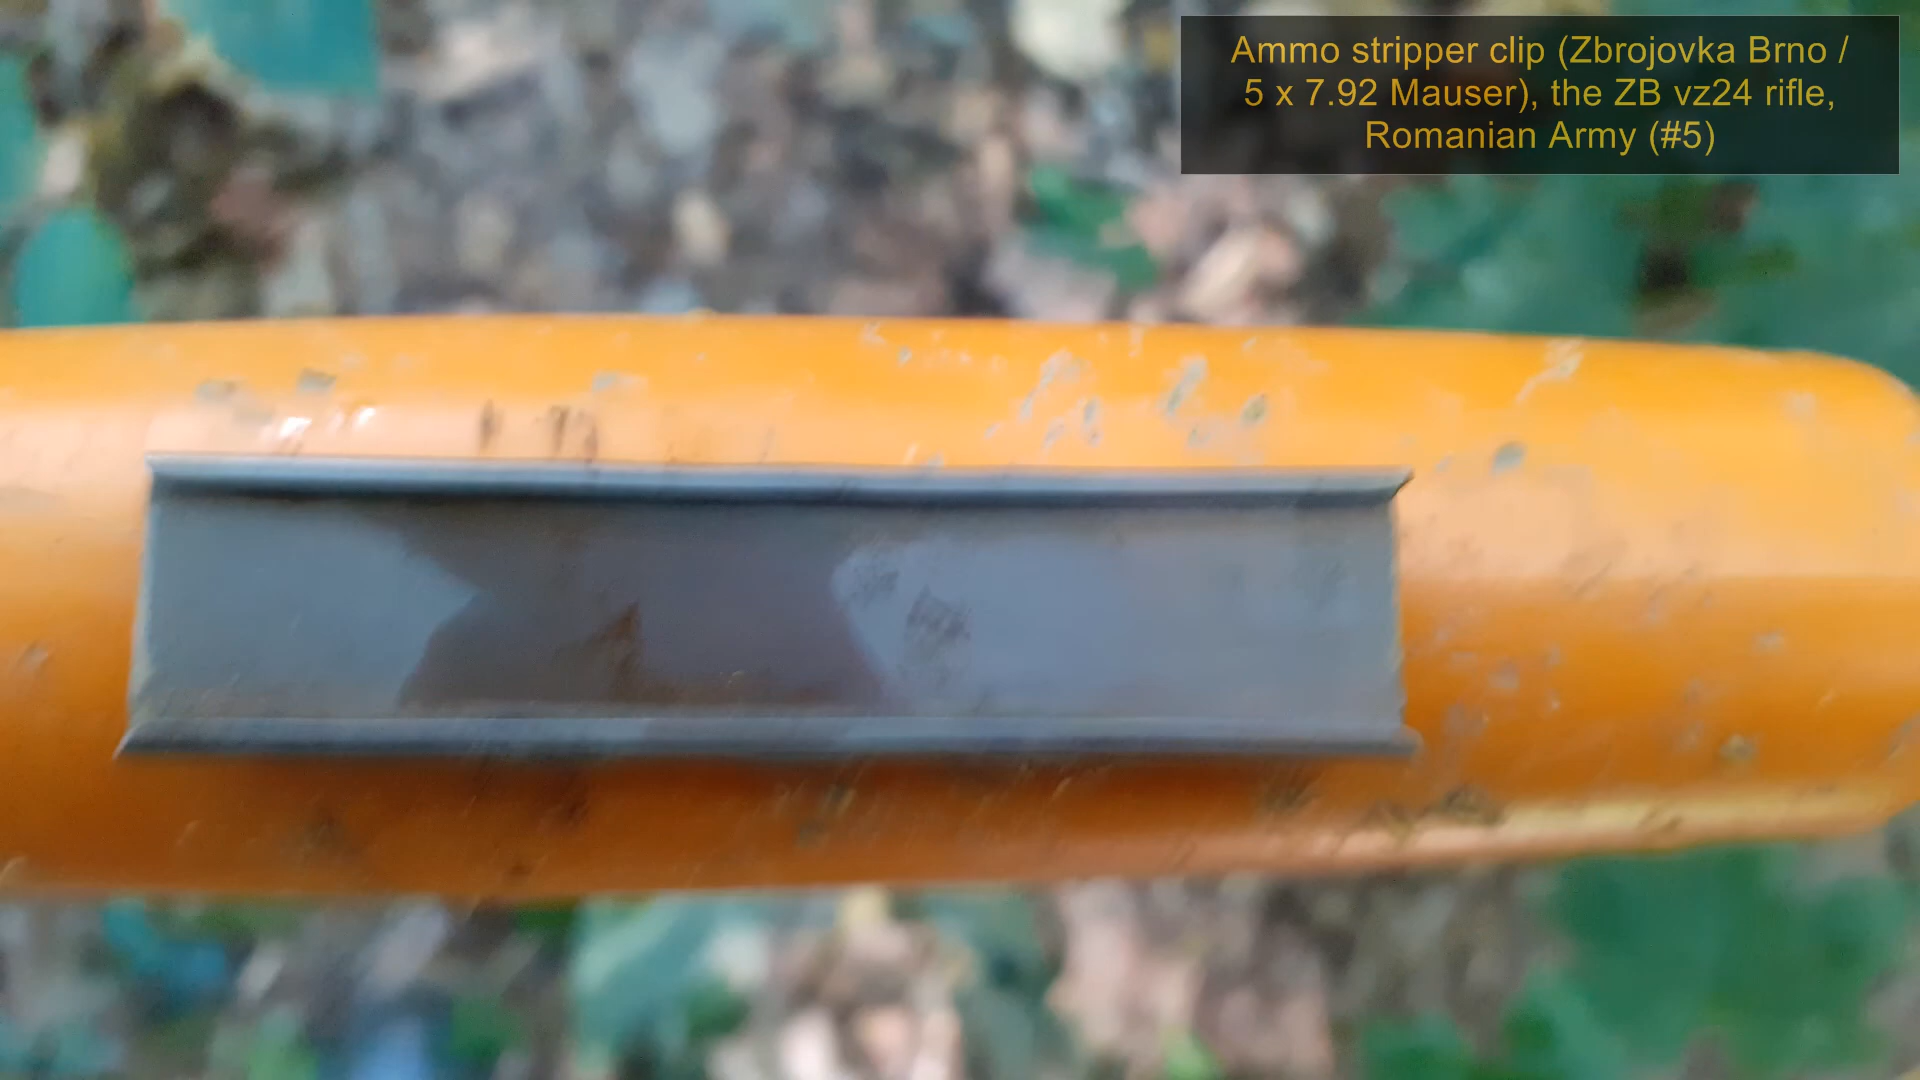 Ammo stripper clip (Zbrojovka Brno /
5 x 7.92 Mauser), the ZB vz24 rifle,
Romanian Army (#5)